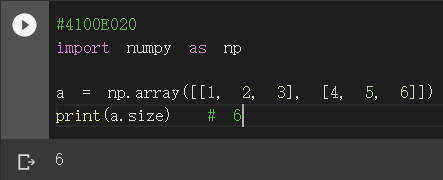 #4100E020
import numpy as np
a = np.array([[1, 2, 3], [4, 5, 6]])
print(a.size) # 6
6